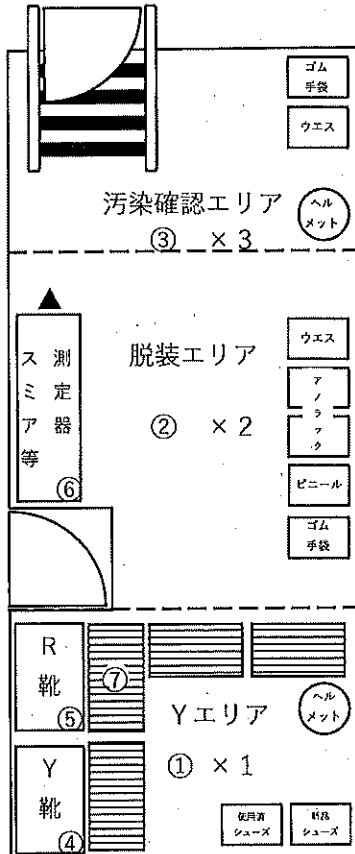 ゴム
手袋
ウエス
汚染確認エリア
ヘル
メット
③ ×3
脱装エリア
ウエス
アノラック
② ×2
測定器
スミア等
⑥
ビニール
ゴム
手袋
R
靴
⑤
⑦
Yエリア
ヘル
メット
① ×1
Y
靴
④
使用済
シューズ
新品
シューズ